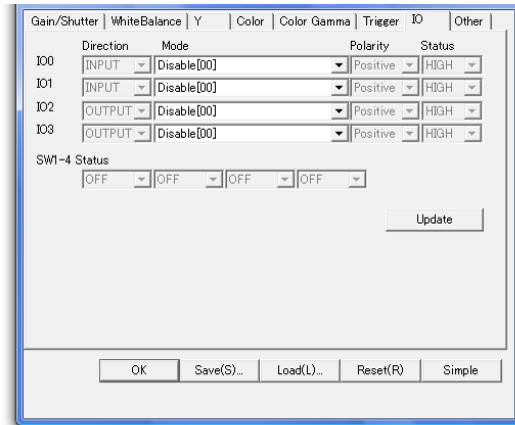 Gain/Shutter WhiteBalance Y Color Color Gamma Trigger IO Other
Direction Mode Polarity Status
IO0 INPUT Disable[00] Positive HIGH
IO1 INPUT Disable[00] Positive HIGH
IO2 OUTPUT Disable[00] Positive HIGH
IO3 OUTPUT Disable[00] Positive HIGH
SW1-4 Status
OFF OFF OFF OFF
Update
OK Save(S)... Load(L)... Reset(R) Simple